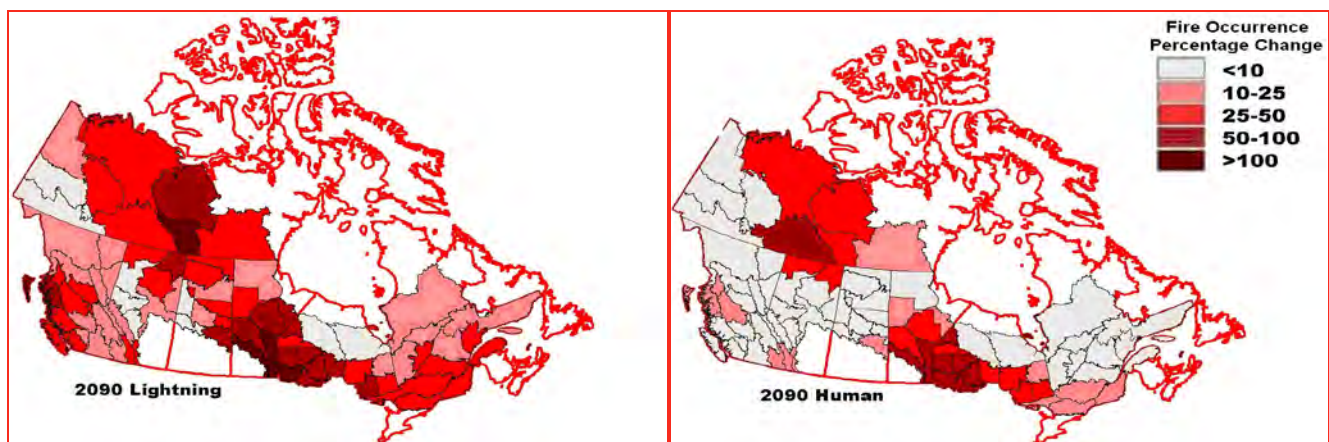 Fire Occurrence
Percentage Change
<10
10-25
25-50
50-100
>100
2090 Lightning
2090 Human